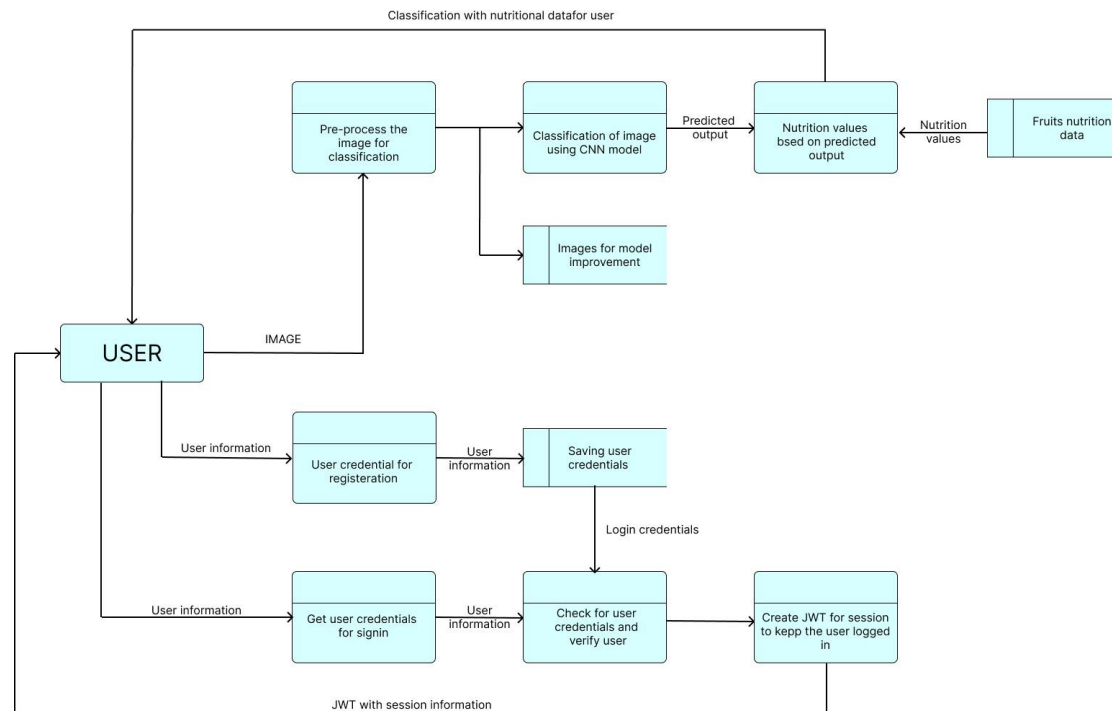 Classification with nutritional datafor user
Pre-process the
image for
classification
Classification of image
using CNN model
Predicted
output
Nutrition values
bsed on predicted
output
Nutrition
values
Fruits nutrition
data
Images for model
improvement
USER
IMAGE
User information
User credential for
registeration
User
information
Saving user
credentials
Login credentials
User information
Get user credentials
for signin
User
information
Check for user
credentials and
verify user
Create JWT for session
to kepp the user logged
in
JWT with session information